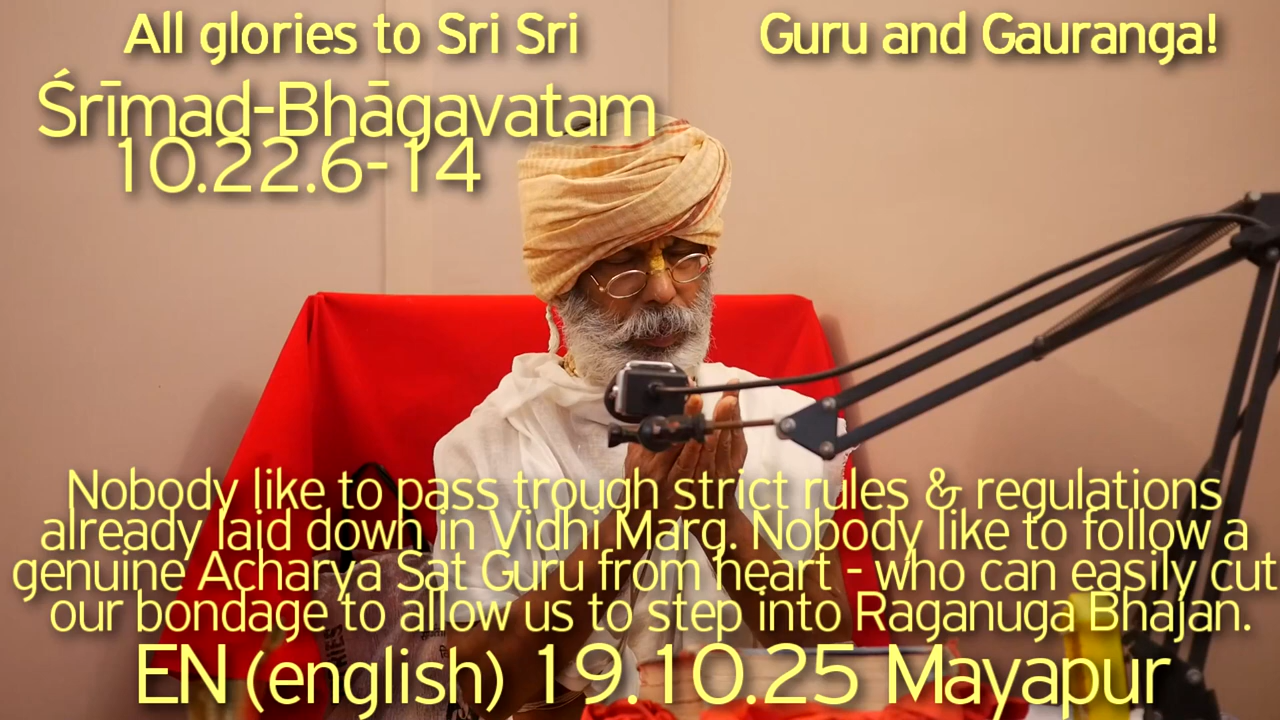 All glories to Sri Sri Guru and Gauranga!
Śrīmad-Bhāgavatam
10.22.6-14
Nobody like to pass trough strict rules & regulations
already laid down in Vidhi Marg. Nobody like to follow a
genuine Acharya Sat Guru from heart - who can easily cut
our bondage to allow us to step into Raganuga Bhajan.
EN (english) 19.10.25 Mayapur